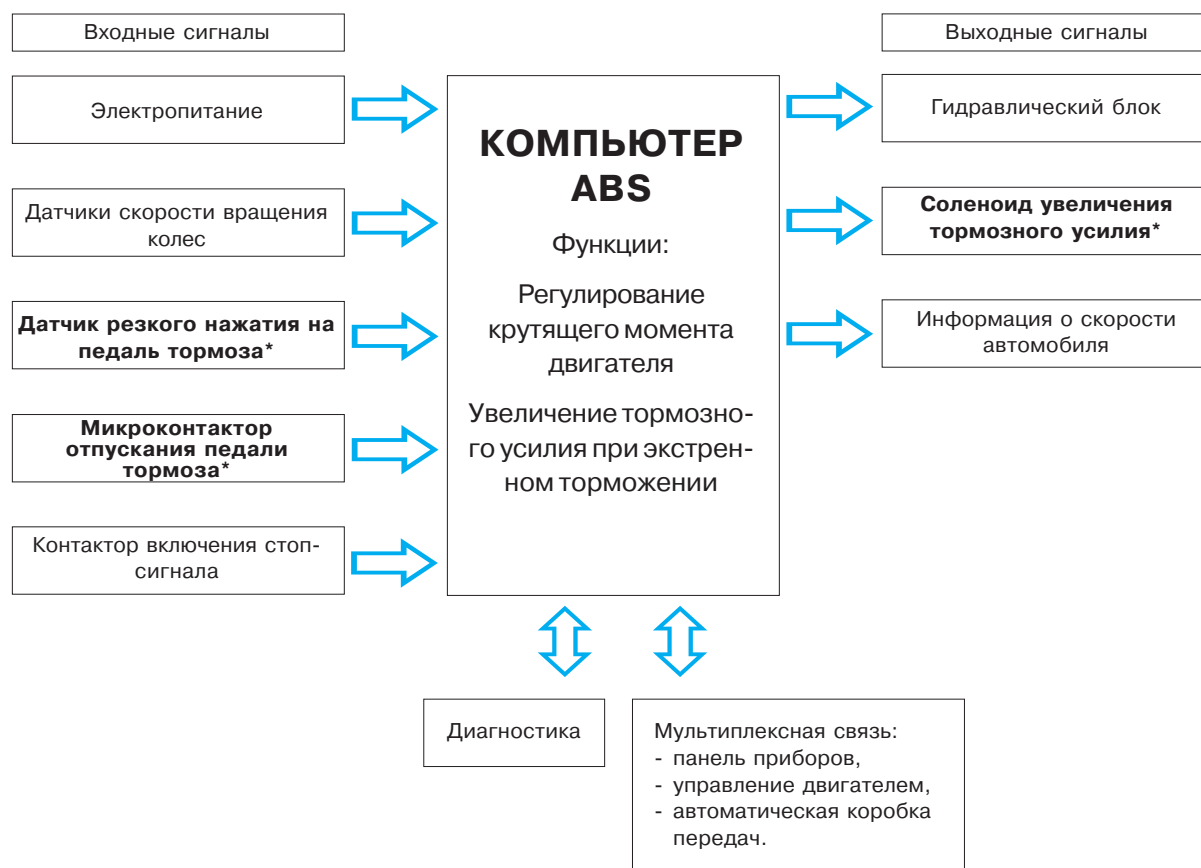 Входные сигналы
Выходные сигналы
Электропитание
Датчики скорости вращения
колес
Датчик резкого нажатия на
педаль тормоза*
Микроконтактор
отпускания педали
тормоза*
Контактор включения стоп-
сигнала
КОМПЬЮТЕР
ABS
Функции:
Регулирование
крутящего момента
двигателя
Увеличение тормозно-
го усилия при экстрен-
ном торможении
Гидравлический блок
Соленоид увеличения
тормозного усилия*
Информация о скорости
автомобиля
Диагностика
Мультиплексная связь:
- панель приборов,
- управление двигателем,
- автоматическая коробка
передач.